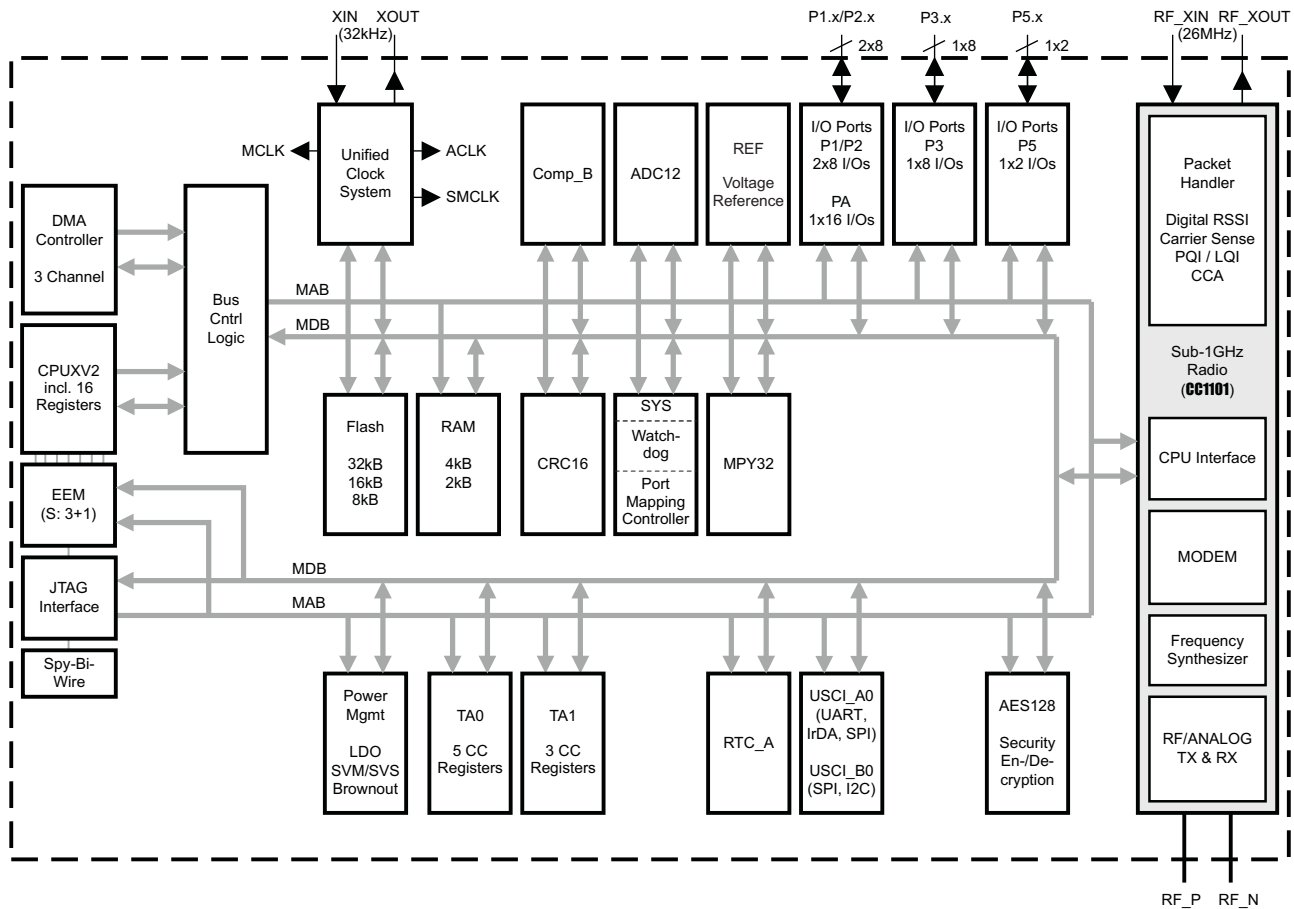 XIN XOUT
(32kHz)
P1.x/P2.x
2x8
P3.x
1x8
P5.x
1x2
RF_XIN RF_XOUT
(26MHz)
MCLK
Unified
Clock
System
ACLK
SMCLK
Comp_B
ADC12
REF
Voltage
Reference
I/O Ports
P1/P2
2x8 I/Os
PA
1x16 I/Os
I/O Ports
P3
1x8 I/Os
I/O Ports
P5
1x2 I/Os
Packet
Handler
Digital RSSI
Carrier Sense
PQI / LQI
CCA
DMA
Controller
3 Channel
Bus
Cntrl
Logic
MAB
MDB
CPUXV2
incl. 16
Registers
Sub-1GHz
Radio
(CC1101)
Flash
32kB
16kB
8kB
RAM
4kB
2kB
CRC16
SYS
Watch-
dog
Port
Mapping
Controller
MPY32
CPU Interface
EEM
(S: 3+1)
MODEM
JTAG
Interface
MDB
MAB
Spy-Bi-
Wire
Frequency
Synthesizer
Power
Mgmt
LDO
SVM/SVS
Brownout
TA0
5 CC
Registers
TA1
3 CC
Registers
RTC_A
USCI_A0
(UART,
IrDA, SPI)
USCI_B0
(SPI, I2C)
AES128
Security
En-/De-
cryption
RF/ANALOG
TX & RX
RF_P RF_N